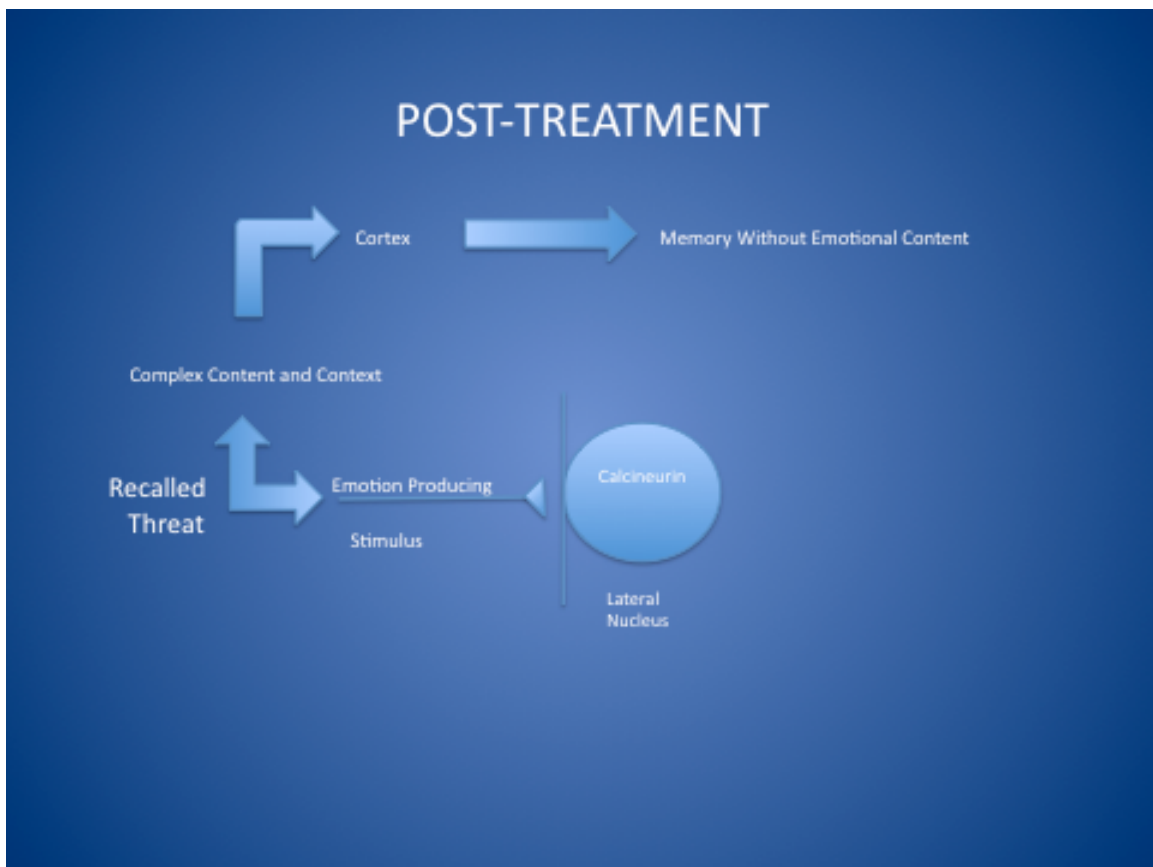 POST-TREATMENT
Cortex
Memory Without Emotional Content
Complex Content and Context
Recalled
Threat
Emotion Producing
Stimulus
Calcineurin
Lateral
Nucleus